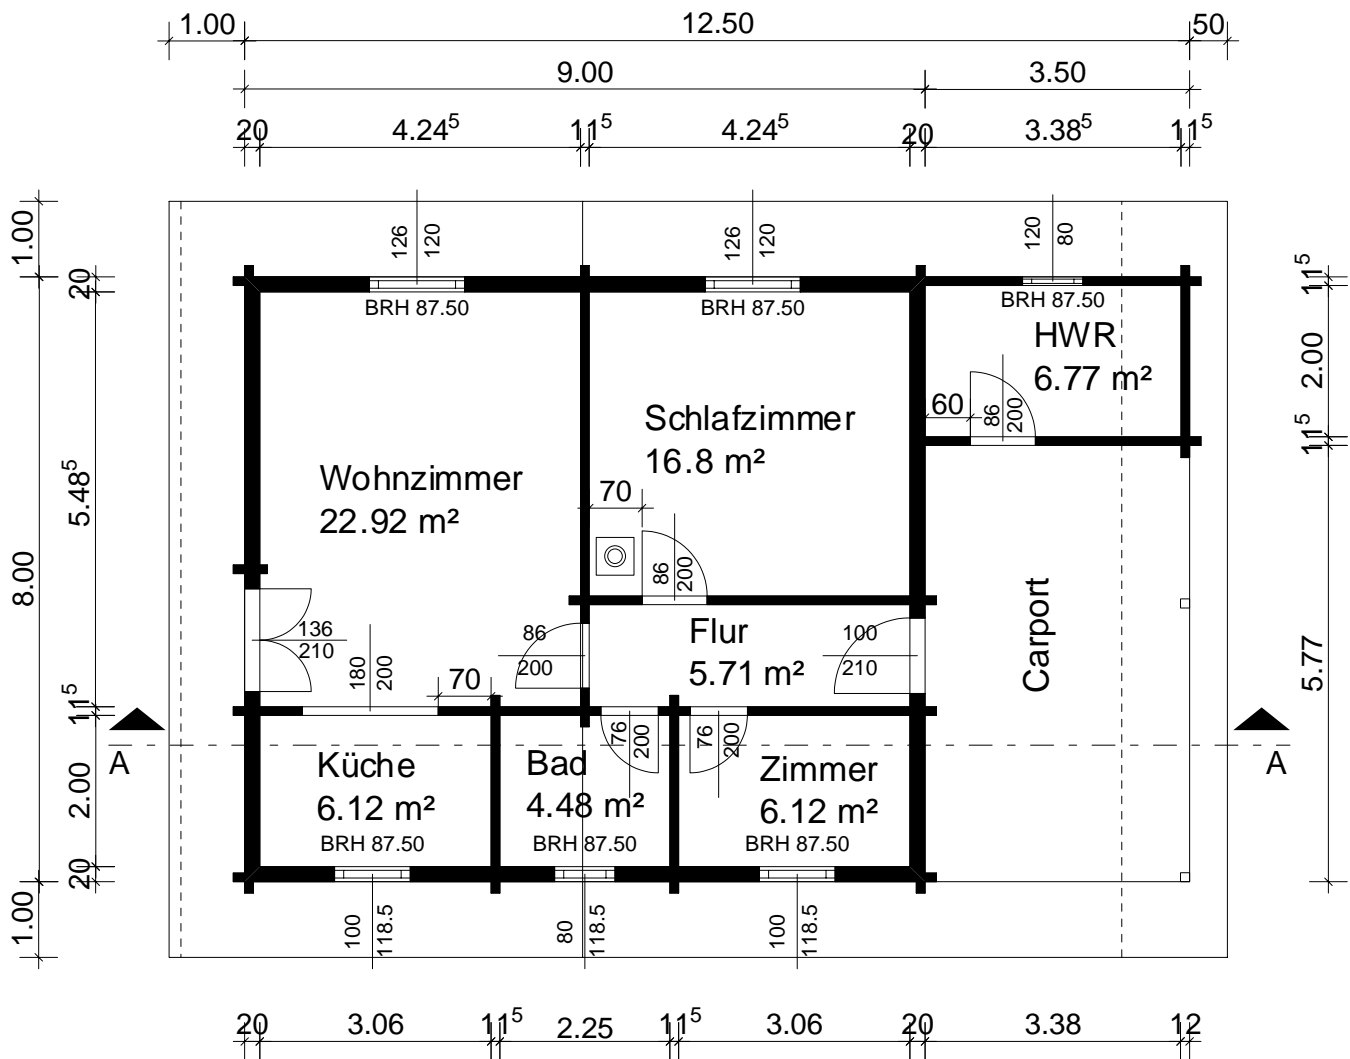 1.00 12.50 50
9.00 3.50
20 4.24⁵ 11⁵ 4.24⁵ 20 3.38⁵ 11⁵
1.00
126 120
126 120
120 80
20
BRH 87.50
BRH 87.50
BRH 87.50
11⁵
HWR
6.77 m²
2.00
60
86 200
11⁵
Schlafzimmer
16.8 m²
Wohnzimmer
22.92 m²
5.48⁵
70
86 200
8.00
Carport
136
210
86
200
Flur
5.71 m²
100
210
5.77
180 200
70
11⁵
76 200
76 200
A
A
Küche
6.12 m²
Bad
4.48 m²
Zimmer
6.12 m²
2.00
BRH 87.50
BRH 87.50
BRH 87.50
20
1.00
100 118.5
80 118.5
100 118.5
20 3.06 11⁵ 2.25 11⁵ 3.06 20 3.38 12